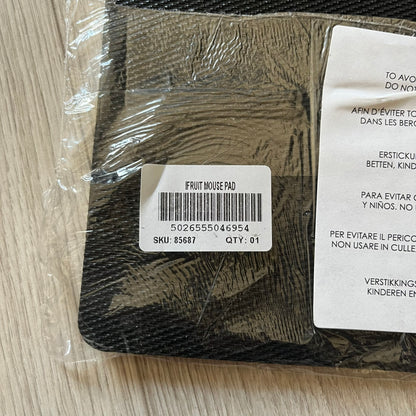 IFRUIT MOUSE PAD
5026555046954
SKU: 85687 QTY: 01
TO AVO
DO NOT
AFIN D'ÉVITER TO
DANS LES BERC
ERSTICKU
BETTEN, KIND
PARA EVITAR
Y NIÑOS. NO
PER EVITARE IL PERICO
NON USARE IN CULLE
VERSTIKKINGS
KINDEREN EN